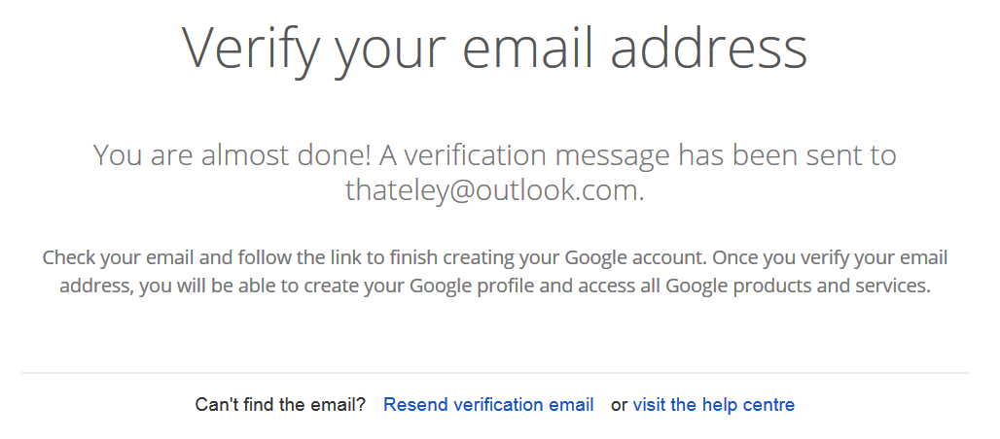 Verify your email address
You are almost done! A verification message has been sent to
thateley@outlook.com.
Check your email and follow the link to finish creating your Google account. Once you verify your email
address, you will be able to create your Google profile and access all Google products and services.
Can't find the email? Resend verification email or visit the help centre